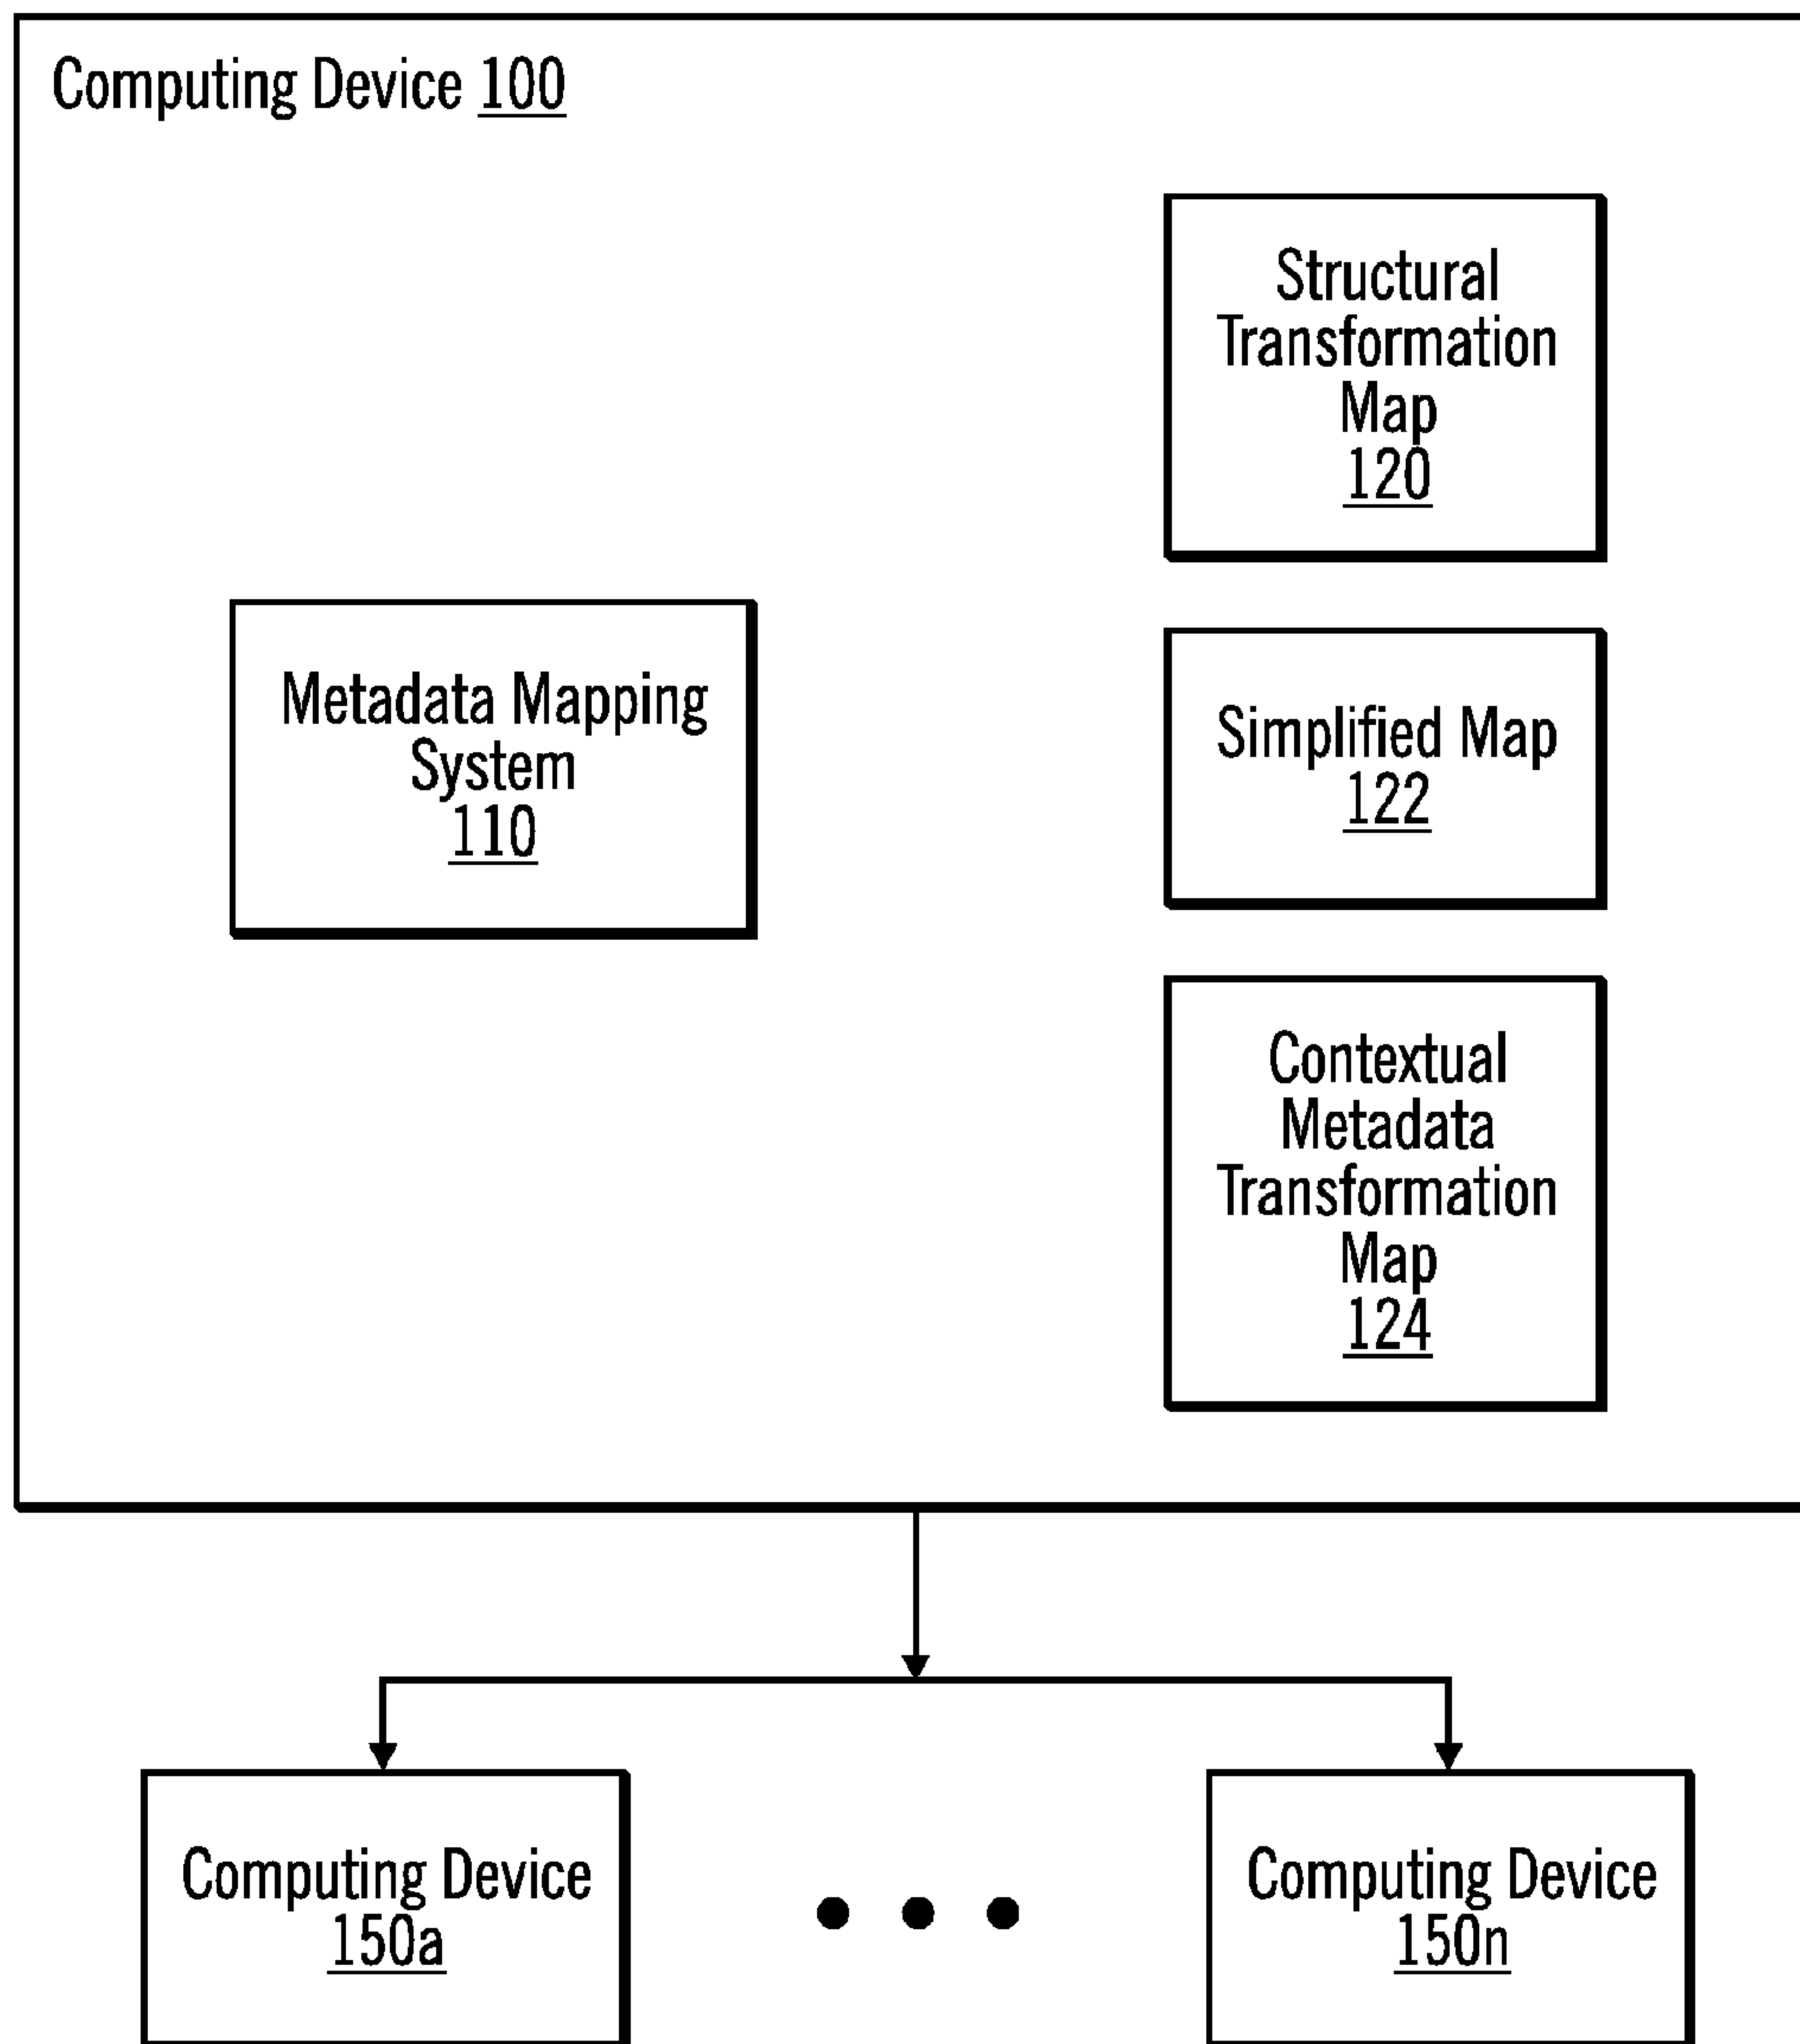 Computing Device 100
Structural
Transformation
Map
120
Metadata Mapping
System
110
Simplified Map
122
Contextual
Metadata
Transformation
Map
124
Computing Device
150a
Computing Device
150n